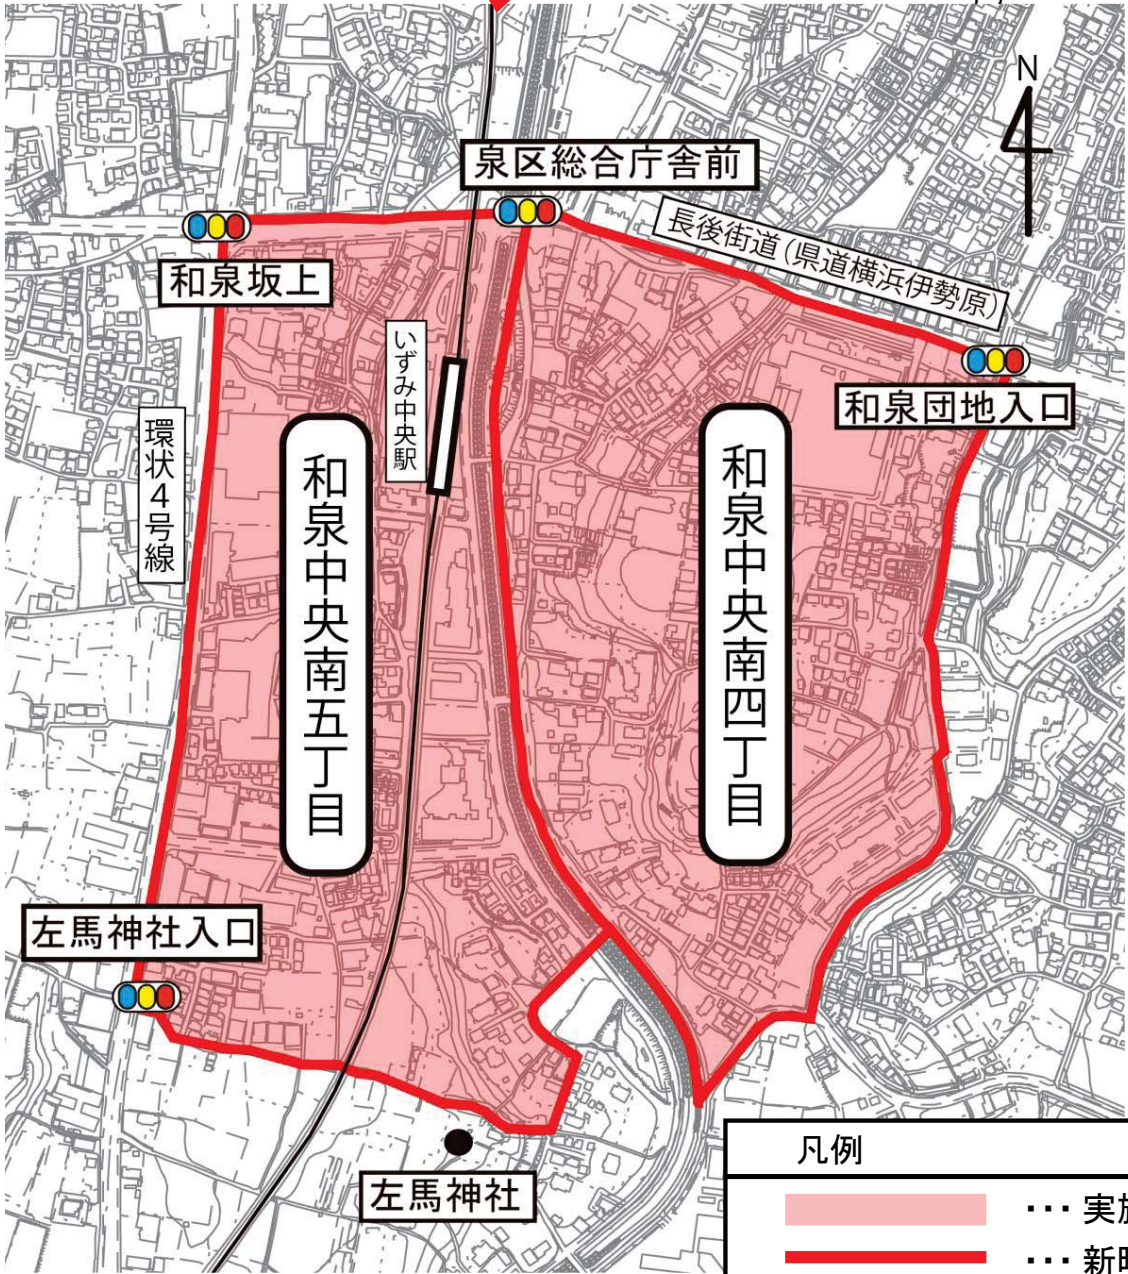 N
泉区総合庁舎前
長後街道(県道横浜伊勢原)
和泉坂上
いずみ中央駅
和泉団地入口
環状4号線
和泉中央南五丁目
和泉中央南四丁目
左馬神社入口
左馬神社
凡例
･･･ 実施
･･･ 新